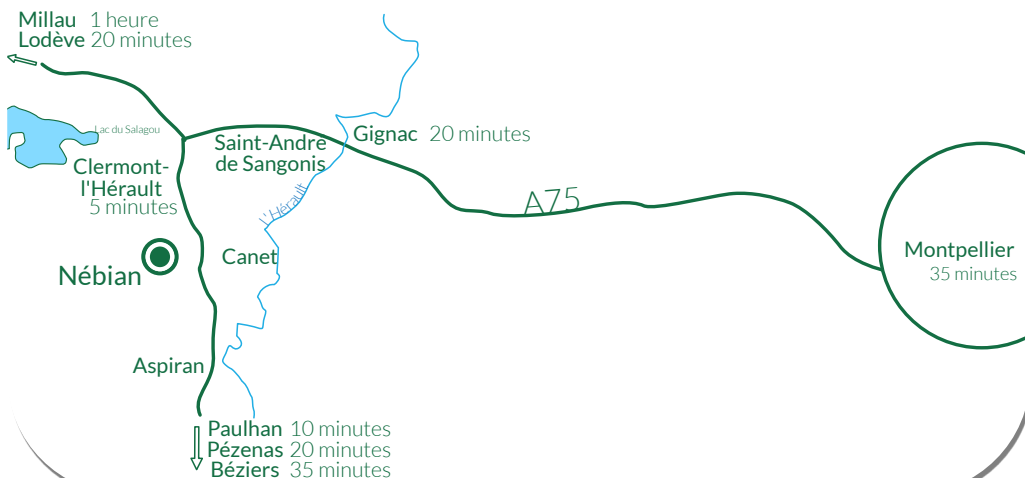 Millau 1 heure
Lodève 20 minutes
Lac du Salagou
Gignac 20 minutes
Saint-Andre
de Sangonis
Clermont-
l'Hérault
5 minutes
L'Hérault
A75
Montpellier
35 minutes
Canet
Nébian
Aspiran
Paulhan 10 minutes
Pézenas 20 minutes
Béziers 35 minutes